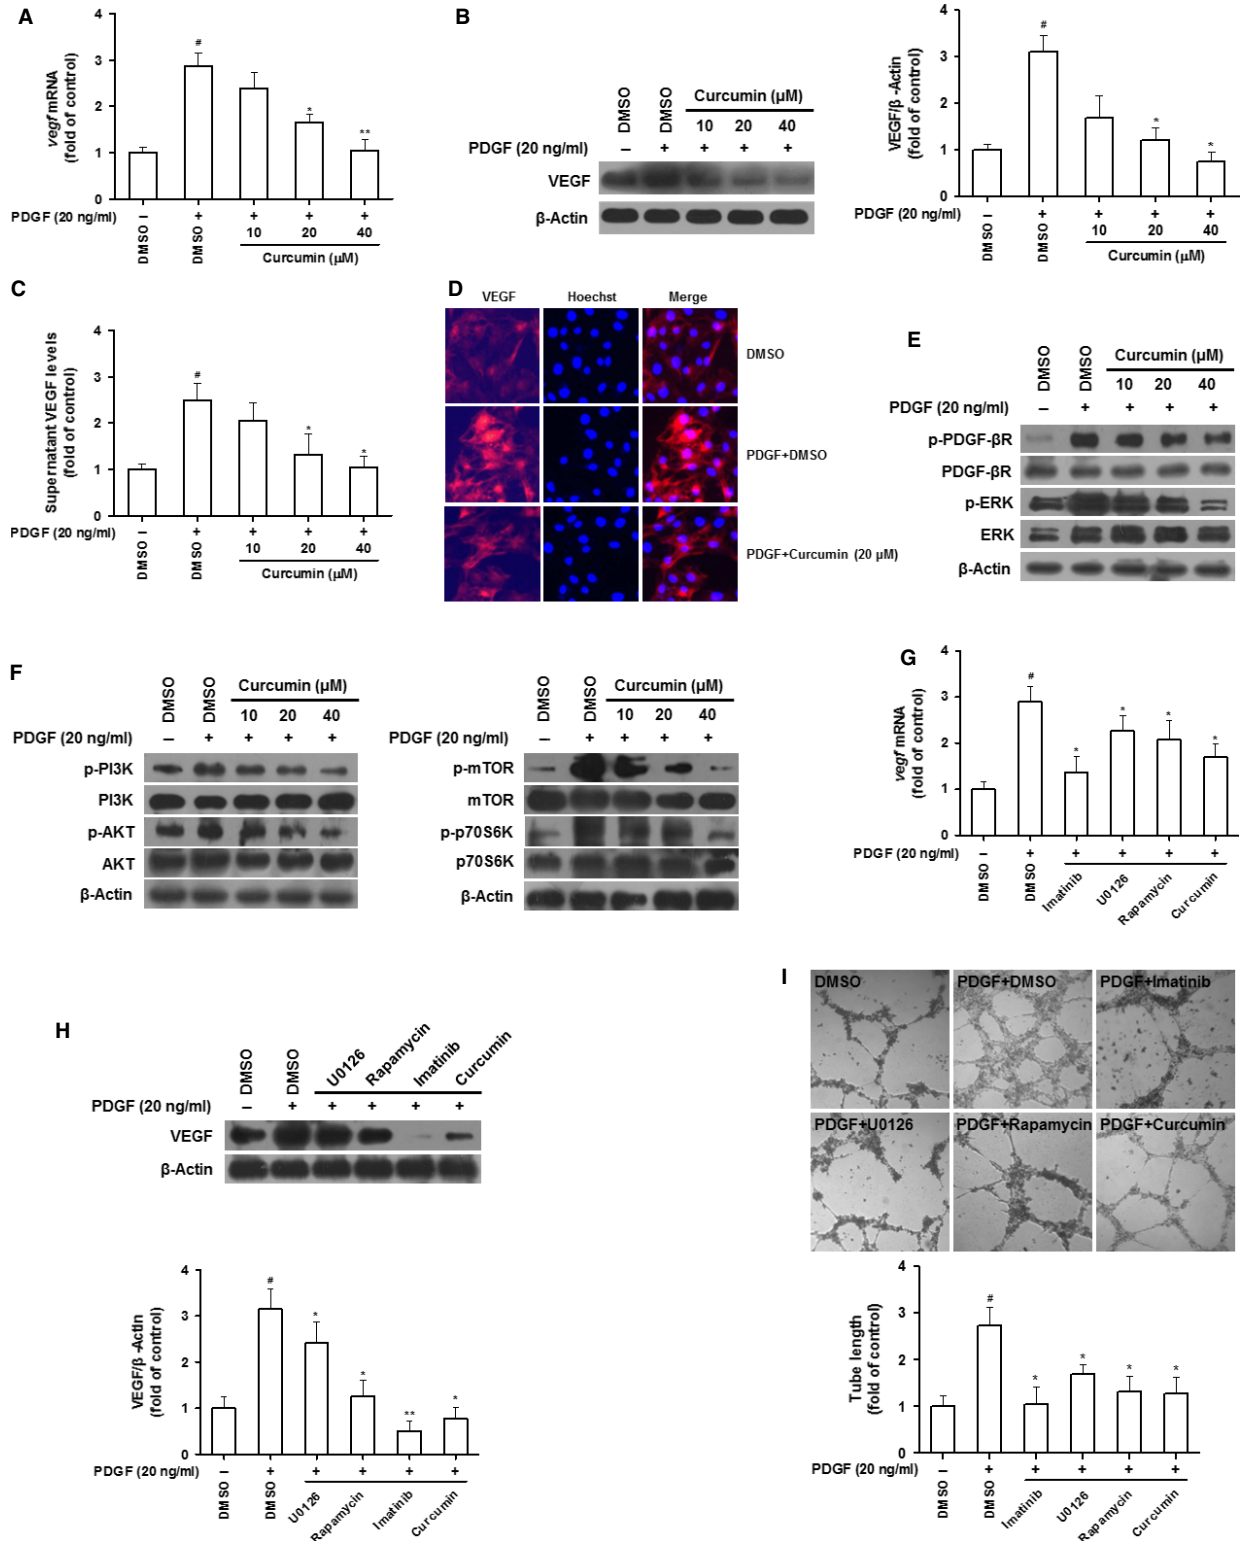 A
vegf mRNA
(fold of control)
4
3
2
1
0
#
*
**
PDGF (20 ng/ml) – + + + +
DMSO DMSO 10 20 40
Curcumin (μM)
B
DMSO DMSO Curcumin (μM)
10 20 40
PDGF (20 ng/ml) – + + + +
VEGF
β-Actin
VEGF/β -Actin
(fold of control)
4
3
2
1
0
#
*
*
PDGF (20 ng/ml) – + + + +
DMSO DMSO 10 20 40
Curcumin (μM)
C
Supernatant VEGF levels
(fold of control)
4
3
2
1
0
#
*
*
PDGF (20 ng/ml) – + + + +
DMSO DMSO 10 20 40
Curcumin (μM)
D
VEGF Hoechst Merge
DMSO
PDGF+DMSO
PDGF+Curcumin (20 μM)
E
DMSO DMSO Curcumin (μM)
10 20 40
PDGF (20 ng/ml) – + + + +
p-PDGF-βR
PDGF-βR
p-ERK
ERK
β-Actin
F
DMSO DMSO Curcumin (μM)
10 20 40
PDGF (20 ng/ml) – + + + +
p-PI3K
PI3K
p-AKT
AKT
β-Actin
DMSO DMSO Curcumin (μM)
10 20 40
PDGF (20 ng/ml) – + + + +
p-mTOR
mTOR
p-p70S6K
p70S6K
β-Actin
G
vegf mRNA
(fold of control)
4
3
2
1
0
#
*
*
*
*
PDGF (20 ng/ml) – + + + + +
DMSO DMSO Imatinib U0126 Rapamycin Curcumin
H
DMSO DMSO U0126 Rapamycin Imatinib Curcumin
PDGF (20 ng/ml) – + + + + +
VEGF
β-Actin
VEGF/β -Actin
(fold of control)
4
3
2
1
0
#
*
*
**
*
PDGF (20 ng/ml) – + + + + +
DMSO DMSO U0126 Rapamycin Imatinib Curcumin
I
DMSO PDGF+DMSO PDGF+Imatinib
PDGF+U0126 PDGF+Rapamycin PDGF+Curcumin
Tube length
(fold of control)
4
3
2
1
0
#
*
*
*
*
PDGF (20 ng/ml) – + + + + +
DMSO DMSO Imatinib U0126 Rapamycin Curcumin